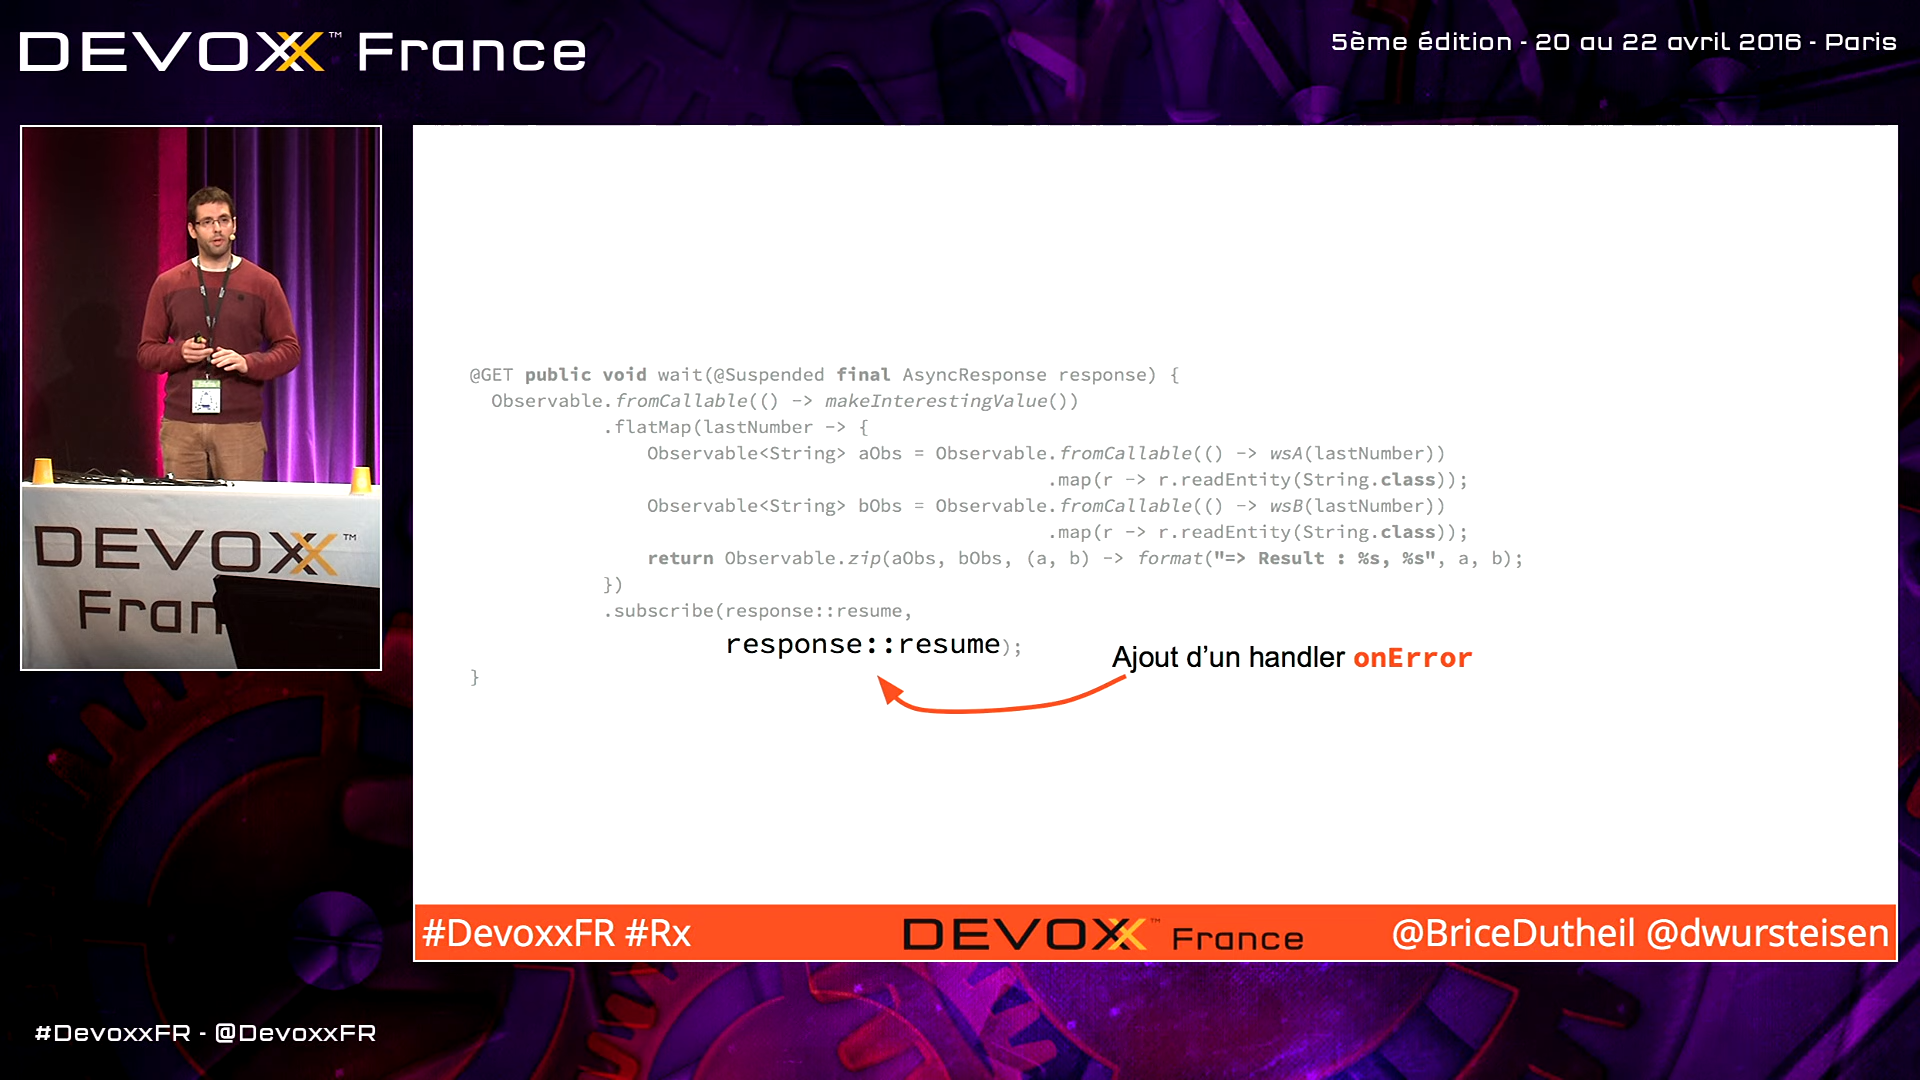 DEVOXX™ France
5ème édition - 20 au 22 avril 2016 - Paris
DEVOXX™
Fran
@GET public void wait(@Suspended final AsyncResponse response) {
Observable.fromCallable(() -> makeInterestingValue())
.flatMap(lastNumber -> {
Observable<String> aObs = Observable.fromCallable(() -> wsA(lastNumber))
.map(r -> r.readEntity(String.class));
Observable<String> bObs = Observable.fromCallable(() -> wsB(lastNumber))
.map(r -> r.readEntity(String.class));
return Observable.zip(aObs, bObs, (a, b) -> format("=> Result : %s, %s", a, b);
})
.subscribe(response::resume,
response::resume);
Ajout d’un handler onError
}
#DevoxxFR #Rx
DEVOXX™ France
@BriceDutheil @dwursteisen
#DevoxxFR - @DevoxxFR